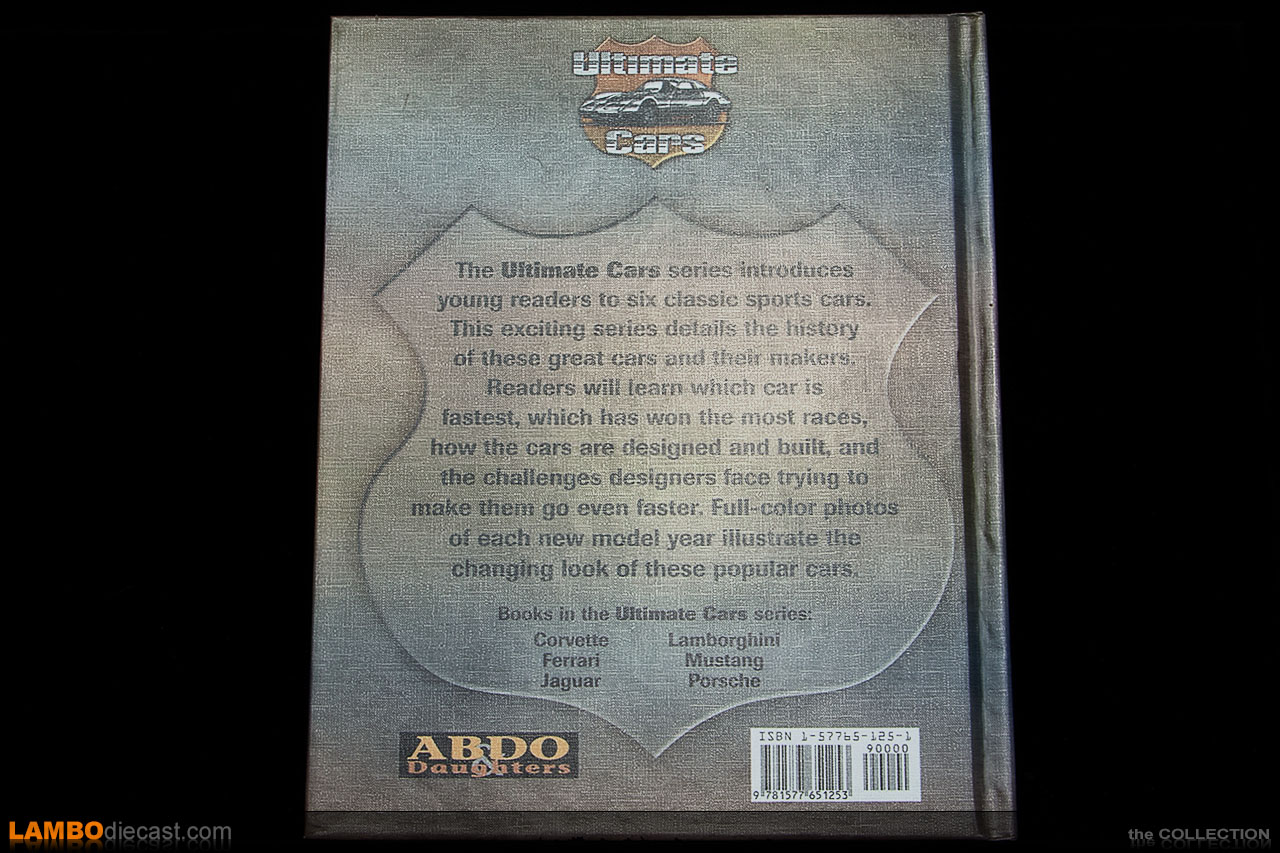 Ultimate
Cars
The Ultimate Cars series introduces
young readers to six classic sports cars.
This exciting series details the history
of these great cars and their makers.
Readers will learn which car is
fastest, which has won the most races,
how the cars are designed and built, and
the challenges designers face trying to
make them go even faster. Full-color photos
of each new model year illustrate the
changing look of these popular cars.
Books in the Ultimate Cars series:
Corvette Lamborghini
Ferrari Mustang
Jaguar Porsche
ABDO
&
Daughters
ISBN 1-57765-125-1
90000
9 781577 651253
LAMBOdiecast.com
the COLLECTION